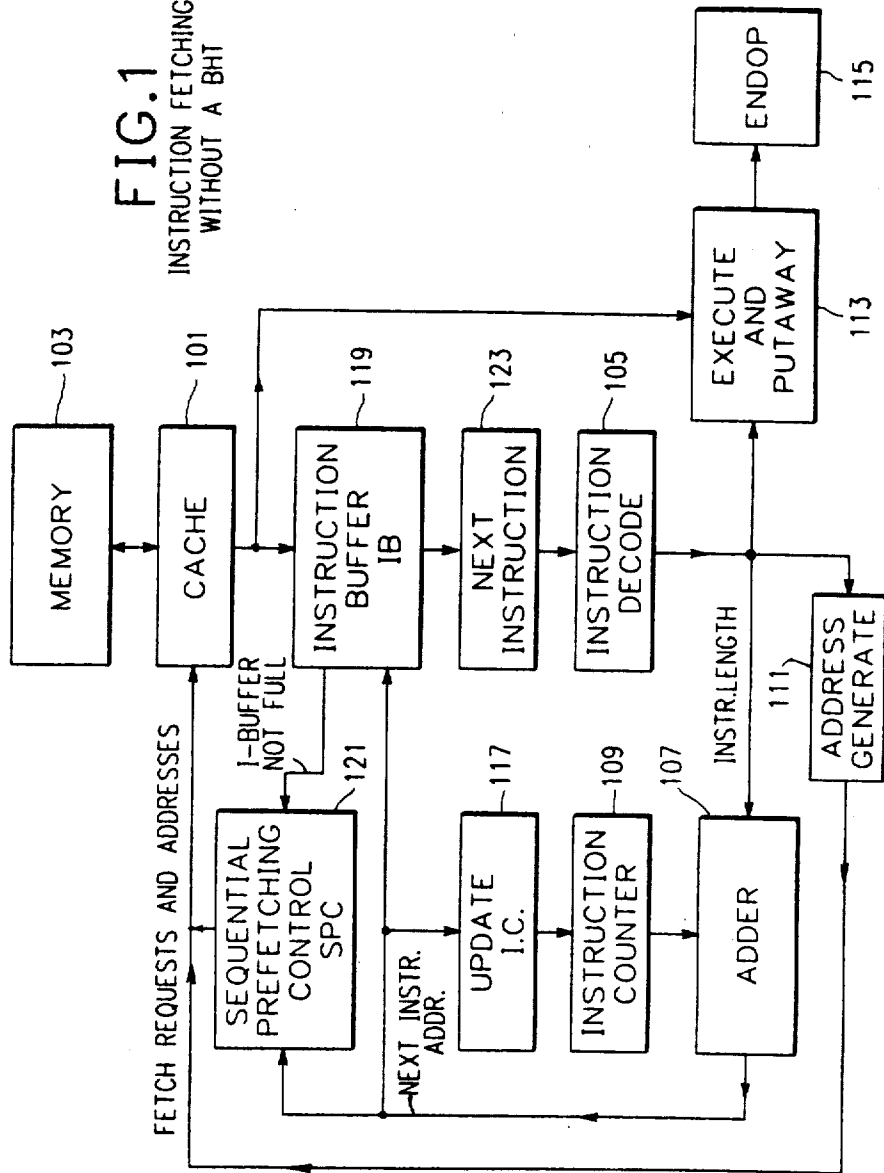 FIG.1
INSTRUCTION FETCHING
WITHOUT A BHT
MEMORY
103
CACHE
101
FETCH REQUESTS AND ADDRESSES
I-BUFFER
NOT FULL
SEQUENTIAL
PREFETCHING
CONTROL
SPC
121
INSTRUCTION
BUFFER
IB
119
NEXT INSTR.
ADDR.
UPDATE
I.C.
117
NEXT
INSTRUCTION
123
INSTRUCTION
COUNTER
109
INSTRUCTION
DECODE
105
ADDER
107
INSTR.LENGTH
ADDRESS
GENERATE
111
EXECUTE
AND
PUTAWAY
113
ENDOP
115